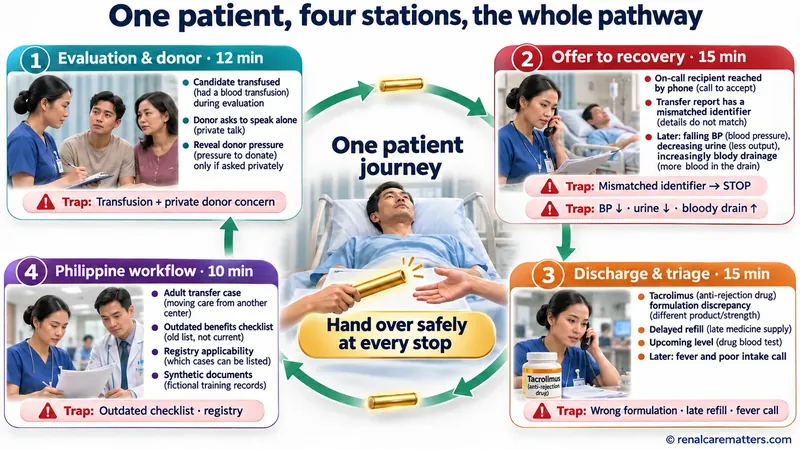 One patient, four stations, the whole pathway
1 Evaluation & donor · 12 min
• Candidate transfused
(had a blood transfusion)
during evaluation
• Donor asks to speak alone
(private talk)
• Reveal donor pressure
(pressure to donate)
only if asked privately
Trap: Transfusion + private donor concern
2 Offer to recovery · 15 min
• On-call recipient reached
by phone (call to accept)
• Transfer report has a
mismatched identifier
(details do not match)
• Later: falling BP (blood pressure),
decreasing urine (less output),
increasingly blody drainage
(more blood in the drain)
Trap: Mismatched identifier → STOP
Trap: BP ↓ · urine ↓ · bloody drain ↑
One patient
journey
Hand over safely
at every stop
4 Philippine workflow · 10 min
• Adult transfer case
(moving care from another
center)
• Outdated benefits checklist
(old list, not current)
• Registry applicability
(which cases can be listed)
• Synthetic documents
(fictional training records)
Trap: Outdated checklist · registry
3 Discharge & triage · 15 min
• Tacrolimus (anti-rejection drug)
formulation discrepancy
(different product/strength)
• Delayed refill (late medicine supply)
• Upcoming level (drug blood test)
• Later: fever and poor intake call
Tacrolimus
(anti-rejection
drug)
Trap: Wrong formulation · late refill · fever call
© renalcarematters.com